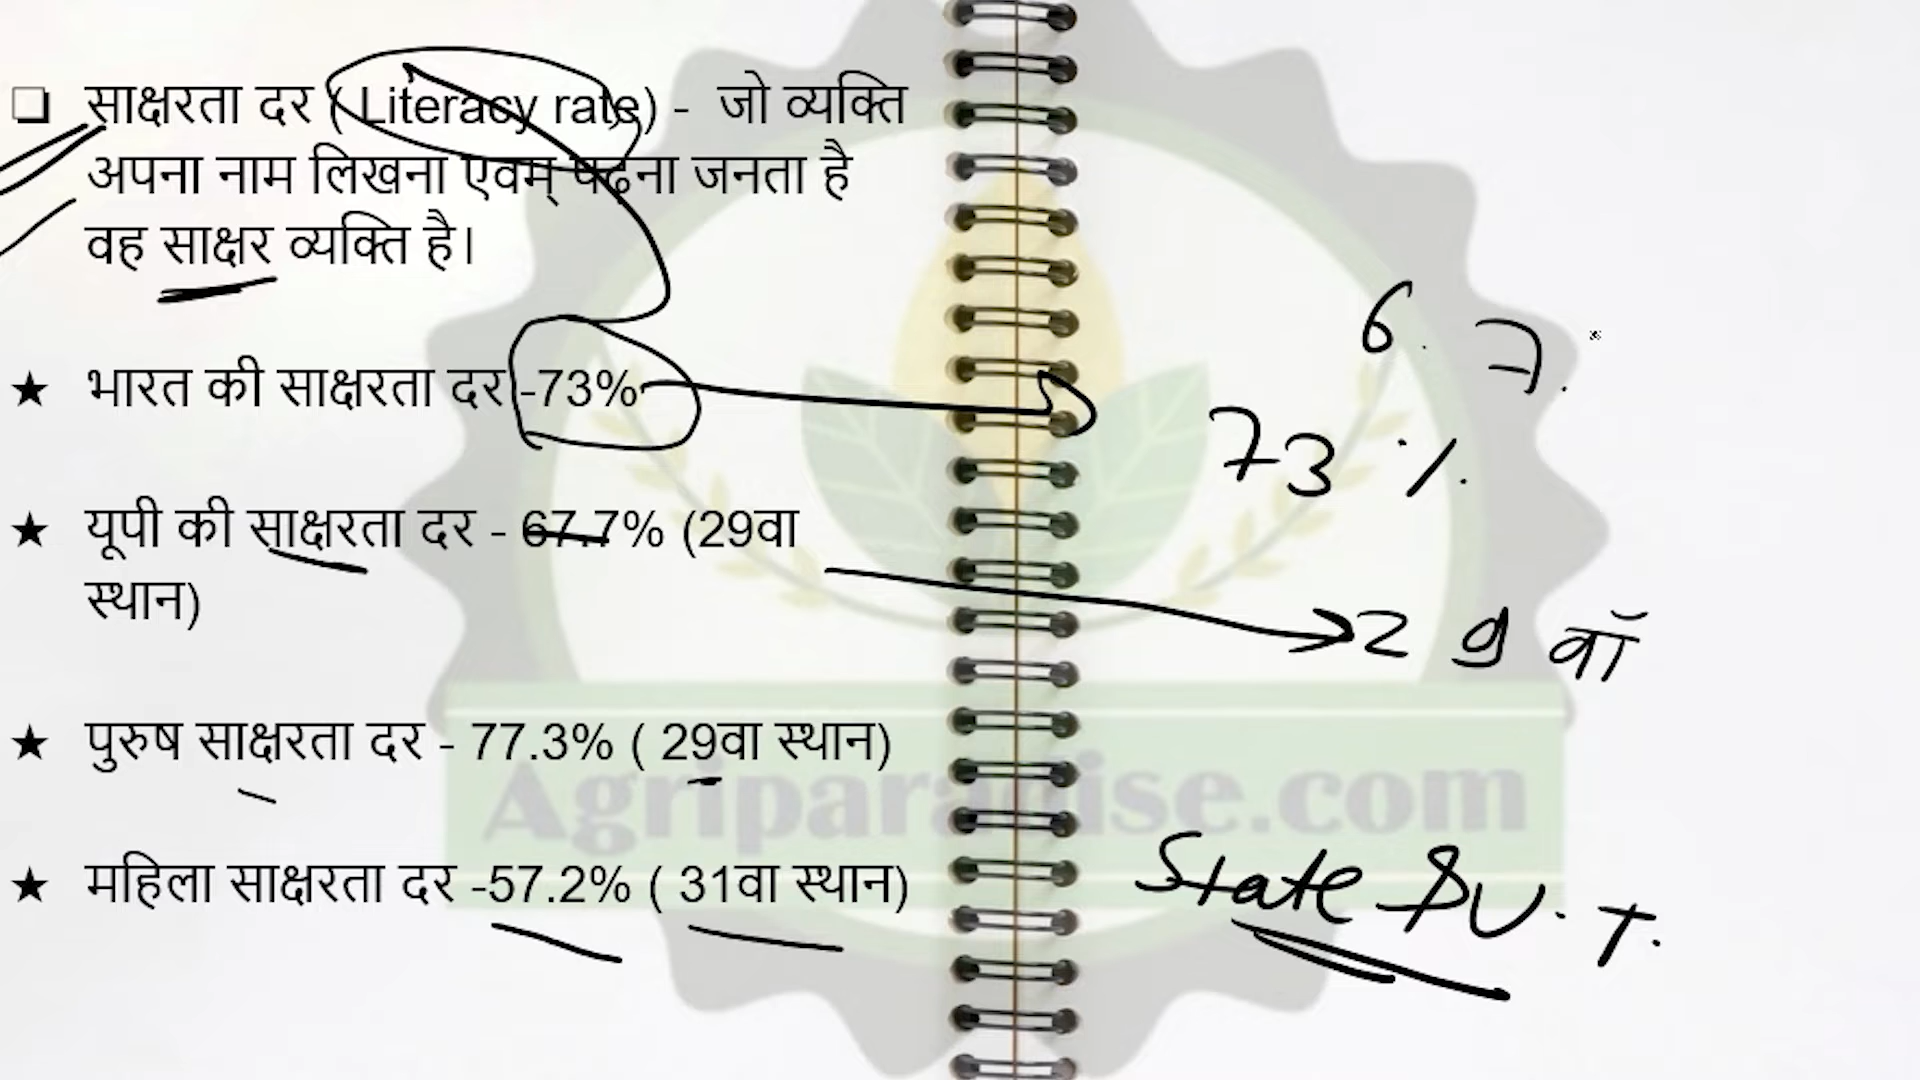 ❑ साक्षरता दर ( Literacy rate) - जो व्यक्ति
अपना नाम लिखना एवम् पढ़ना जनता है
वह साक्षर व्यक्ति है।
★ भारत की साक्षरता दर -73%
★ यूपी की साक्षरता दर - 67.7% (29वा
स्थान)
★ पुरुष साक्षरता दर - 77.3% ( 29वा स्थान)
★ महिला साक्षरता दर -57.2% ( 31वा स्थान)
6. 7.
73 %.
29 वाँ
State & U.T.
Agriparadise.com